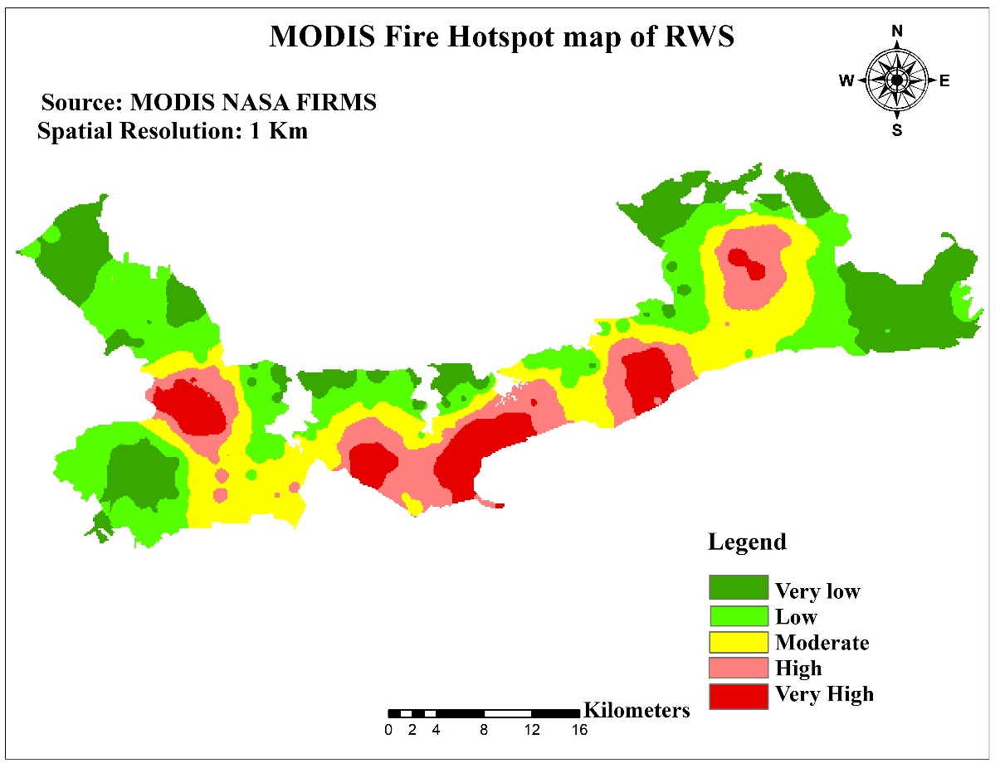 MODIS Fire Hotspot map of RWS
N
W E
S
Source: MODIS NASA FIRMS
Spatial Resolution: 1 Km
Legend
Very low
Low
Moderate
High
Very High
Kilometers
0 2 4 8 12 16